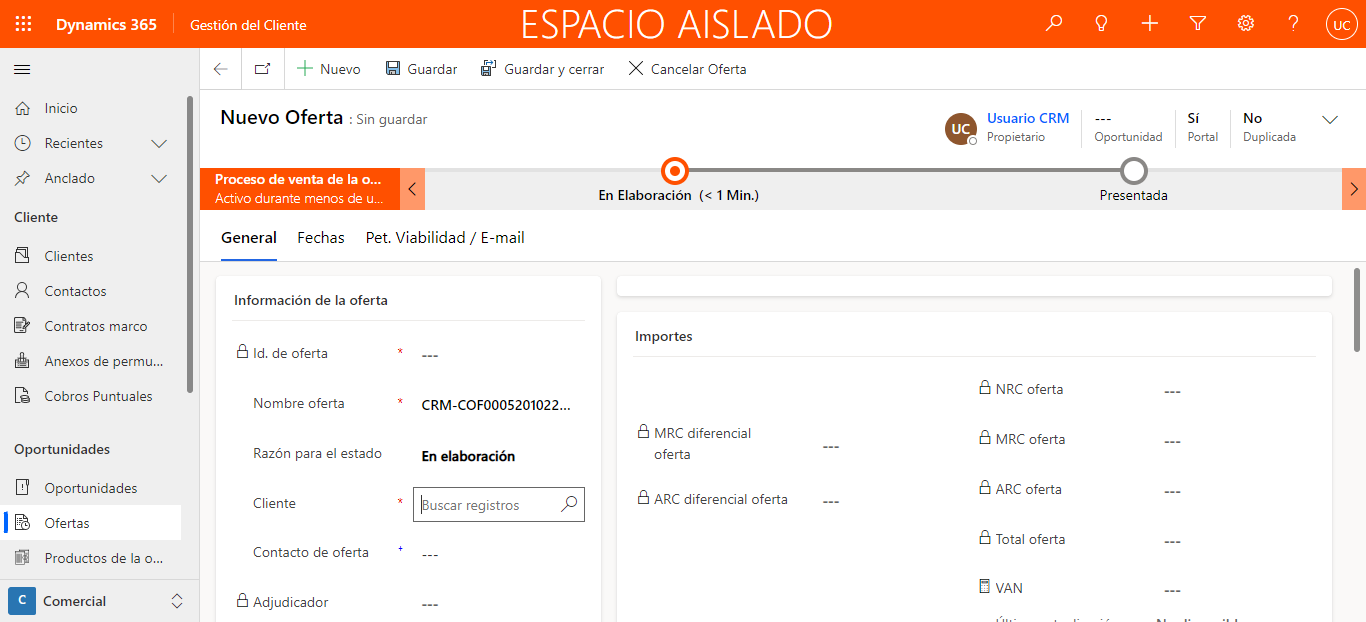 Dynamics 365
Gestión del Cliente
ESPACIO AISLADO
UC
Nuevo
Guardar
Guardar y cerrar
Cancelar Oferta
Inicio
Recientes
Anclado
Cliente
Clientes
Contactos
Contratos marco
Anexos de permu...
Cobros Puntuales
Oportunidades
Oportunidades
Ofertas
Productos de la o...
C Comercial
Nuevo Oferta : Sin guardar
UC
Usuario CRM
Propietario
---
Oportunidad
Sí
Portal
No
Duplicada
Proceso de venta de la o...
Activo durante menos de u...
En Elaboración (< 1 Min.)
Presentada
General
Fechas
Pet. Viabilidad / E-mail
Información de la oferta
Id. de oferta * ---
Nombre oferta * CRM-COF0005201022...
Razón para el estado En elaboración
Cliente * Buscar registros
Contacto de oferta + ---
Adjudicador ---
Importes
MRC diferencial
oferta ---
ARC diferencial oferta ---
NRC oferta ---
MRC oferta ---
ARC oferta ---
Total oferta ---
VAN ---